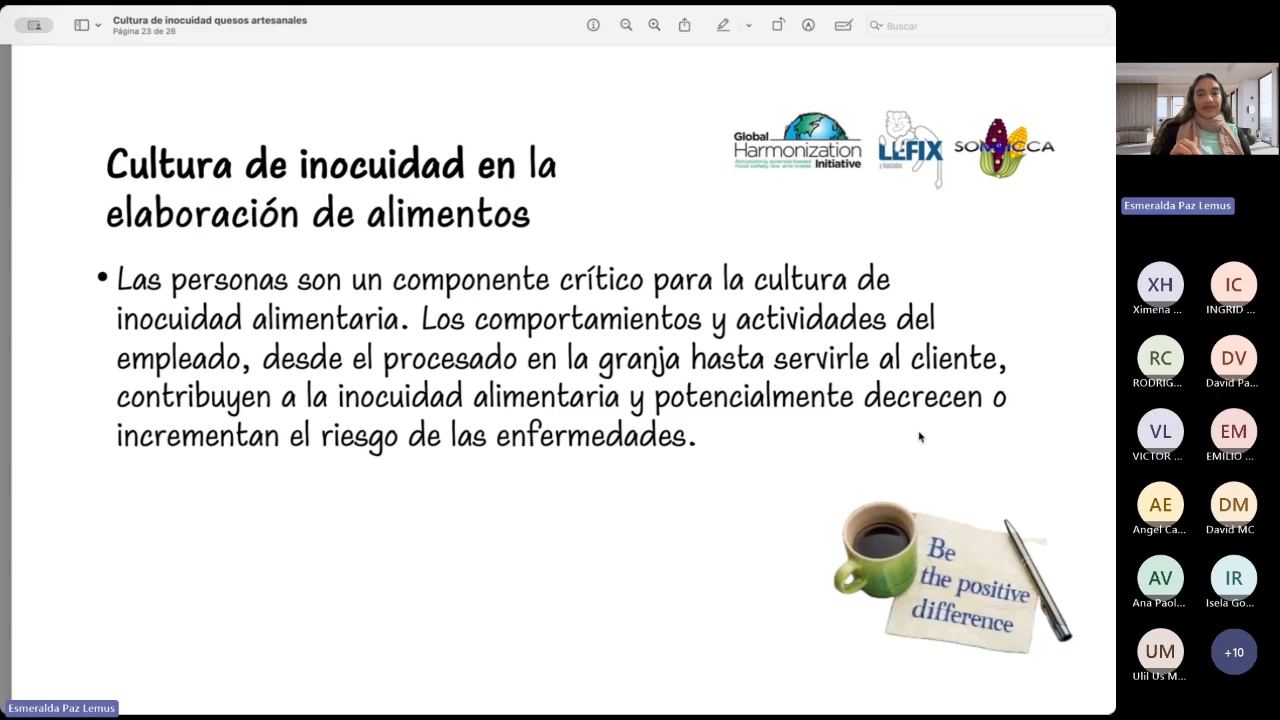 Cultura de inocuidad quesos artesanales
Página 23 de 26
Buscar
Global
Harmonization
Initiative
LEFIX
y Asociados
SOMEICCA
Cultura de inocuidad en la
elaboración de alimentos
• Las personas son un componente crítico para la cultura de
inocuidad alimentaria. Los comportamientos y actividades del
empleado, desde el procesado en la granja hasta servirle al cliente,
contribuyen a la inocuidad alimentaria y potencialmente decrecen o
incrementan el riesgo de las enfermedades.
Be
the positive
difference
Esmeralda Paz Lemus
Esmeralda Paz Lemus
XH
Ximena ...
IC
INGRID ...
RC
RODRIG...
DV
David Pa...
VL
VICTOR ...
EM
EMILIO ...
AE
Angel Ca...
DM
David MC
AV
Ana Paol...
IR
Isela Go...
UM
Ulil Us M...
+10